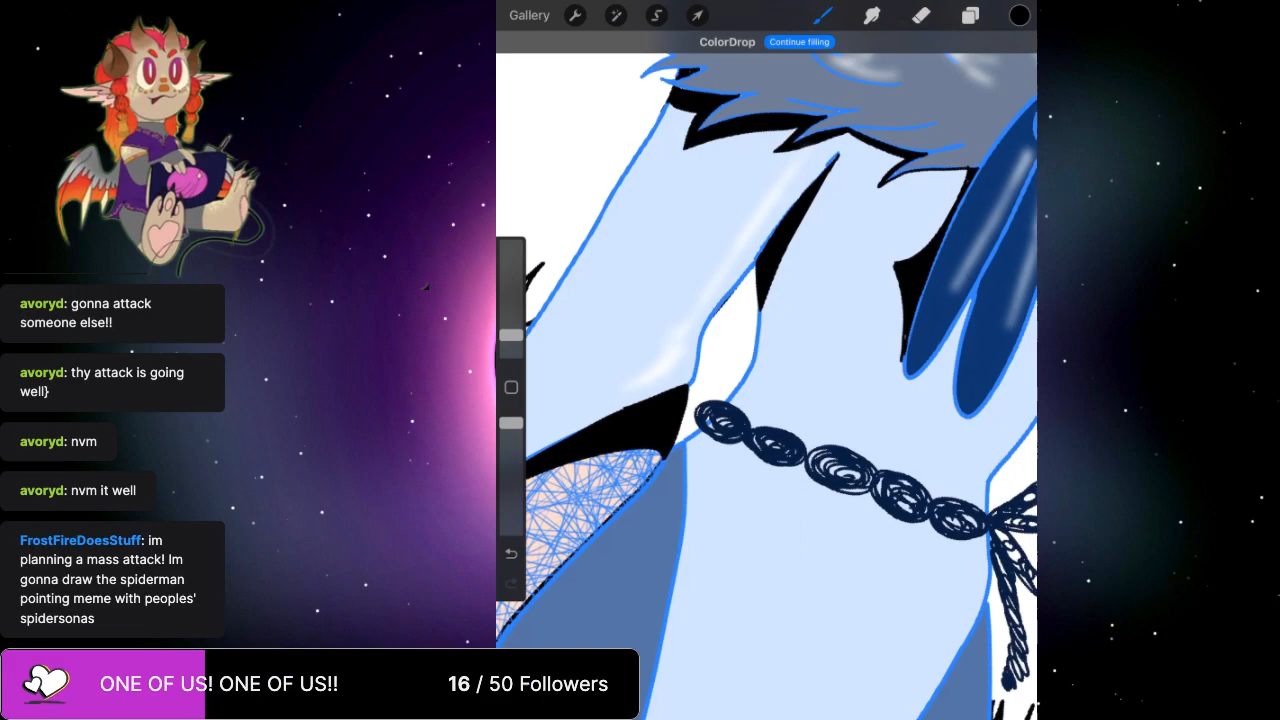 Gallery
ColorDrop Continue filling
avoryd: gonna attack
someone else!!
avoryd: thy attack is going
well}
avoryd: nvm
avoryd: nvm it well
FrostFireDoesStuff: im
planning a mass attack! Im
gonna draw the spiderman
pointing meme with peoples'
spidersonas
ONE OF US! ONE OF US!! 16 / 50 Followers